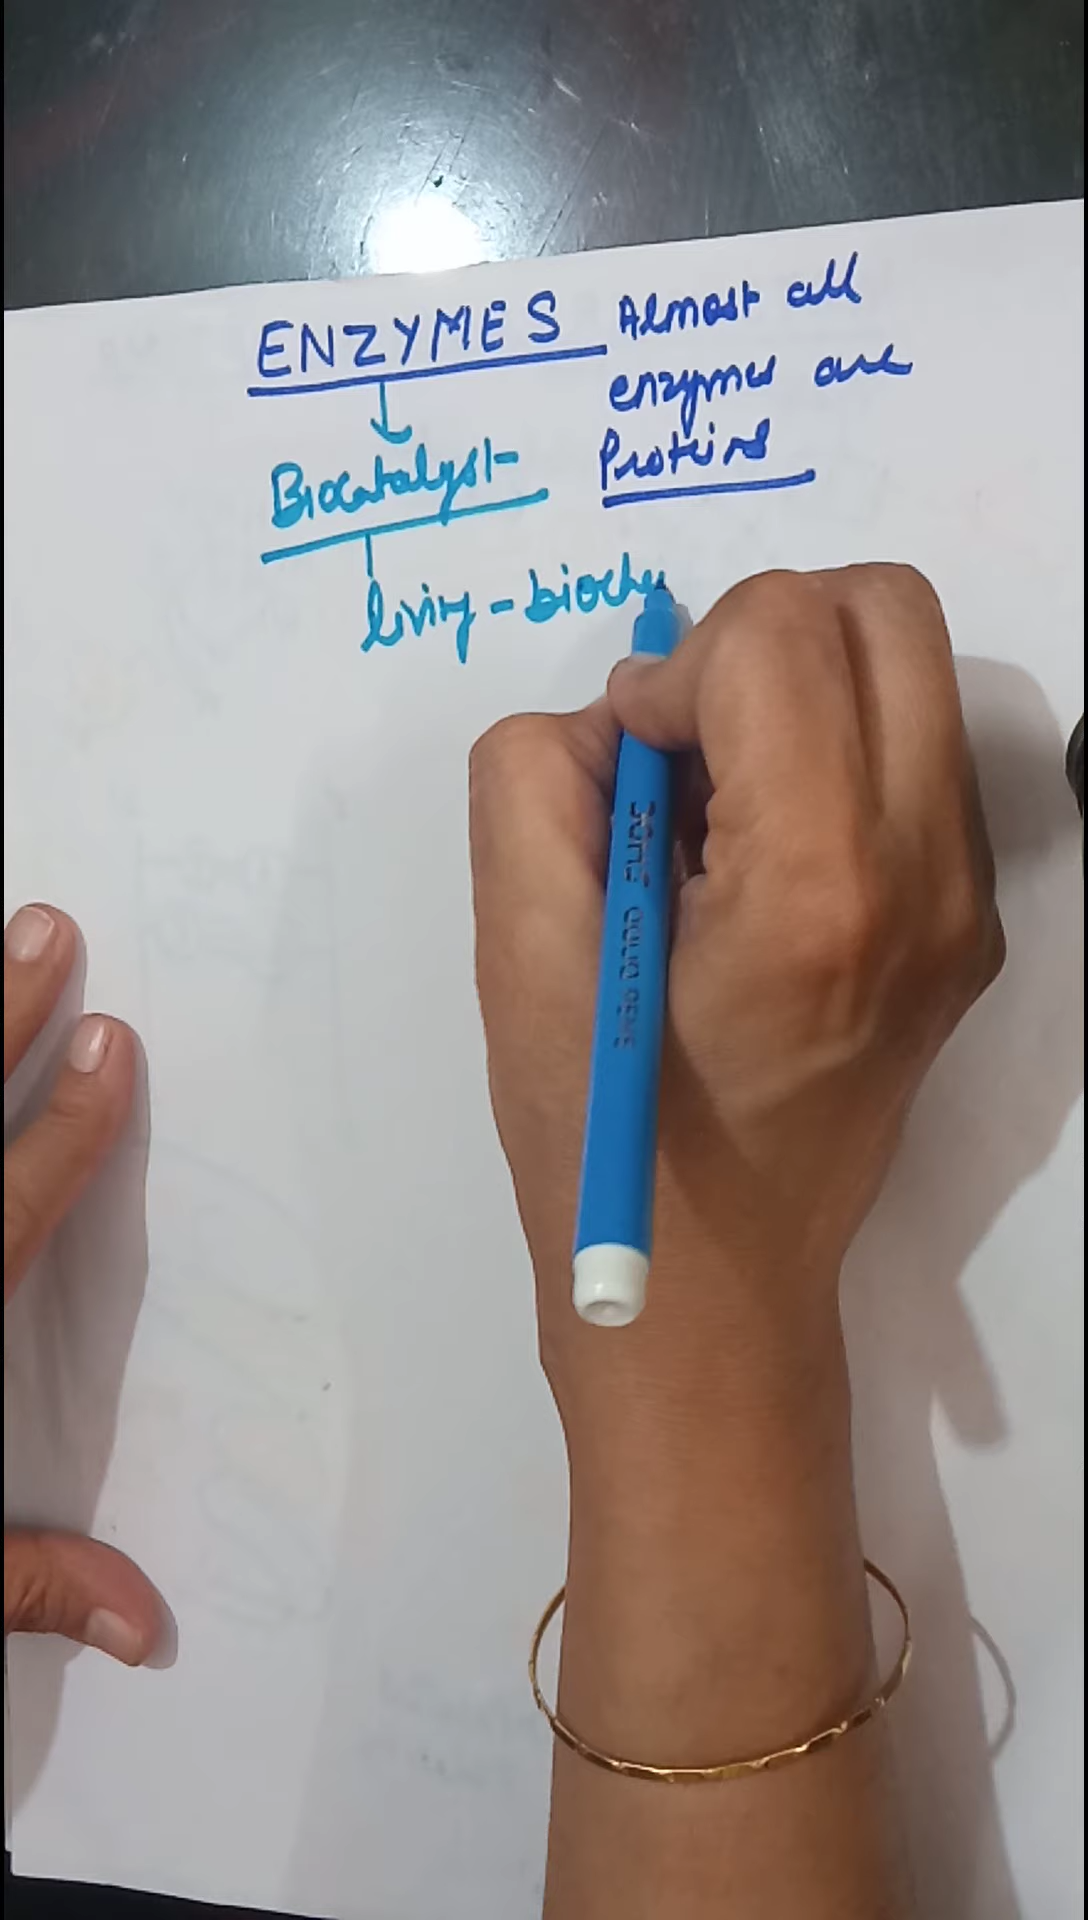 ENZYMES
Almost all
enzymes are
Proteins
Biocatalyst
living - bioche